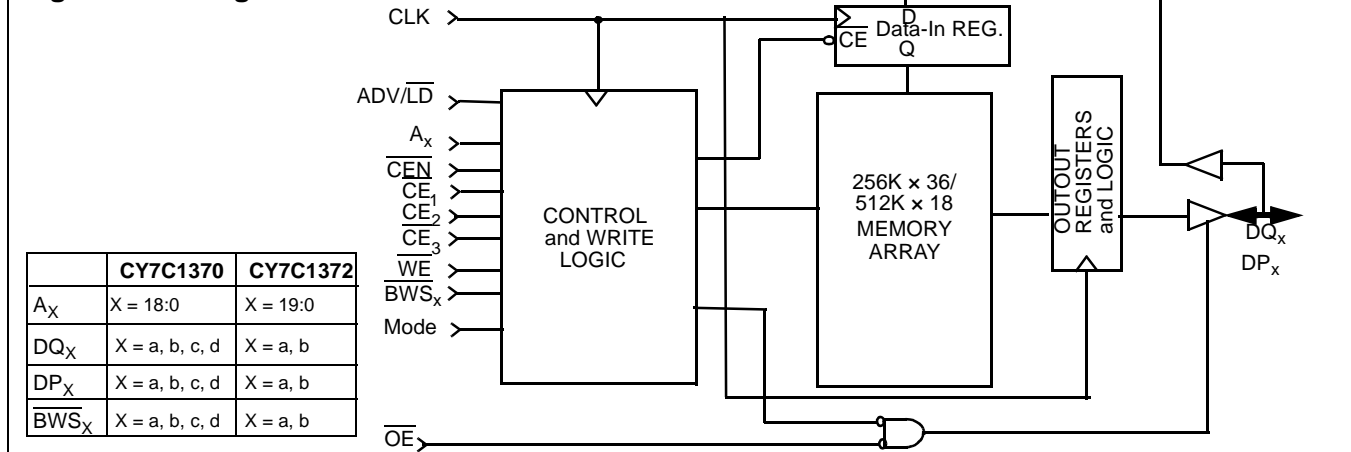 CLK
D
CE Data-In REG.
Q
ADV/LD
Ax
CEN
CE1
CE2
CE3
WE
BWSx
Mode
OE
CONTROL
and WRITE
LOGIC
256K × 36/
512K × 18
MEMORY
ARRAY
OUTOUT
REGISTERS
and LOGIC
DQx
DPx
CY7C1370 CY7C1372
AX X = 18:0 X = 19:0
DQX X = a, b, c, d X = a, b
DPX X = a, b, c, d X = a, b
BWSX X = a, b, c, d X = a, b